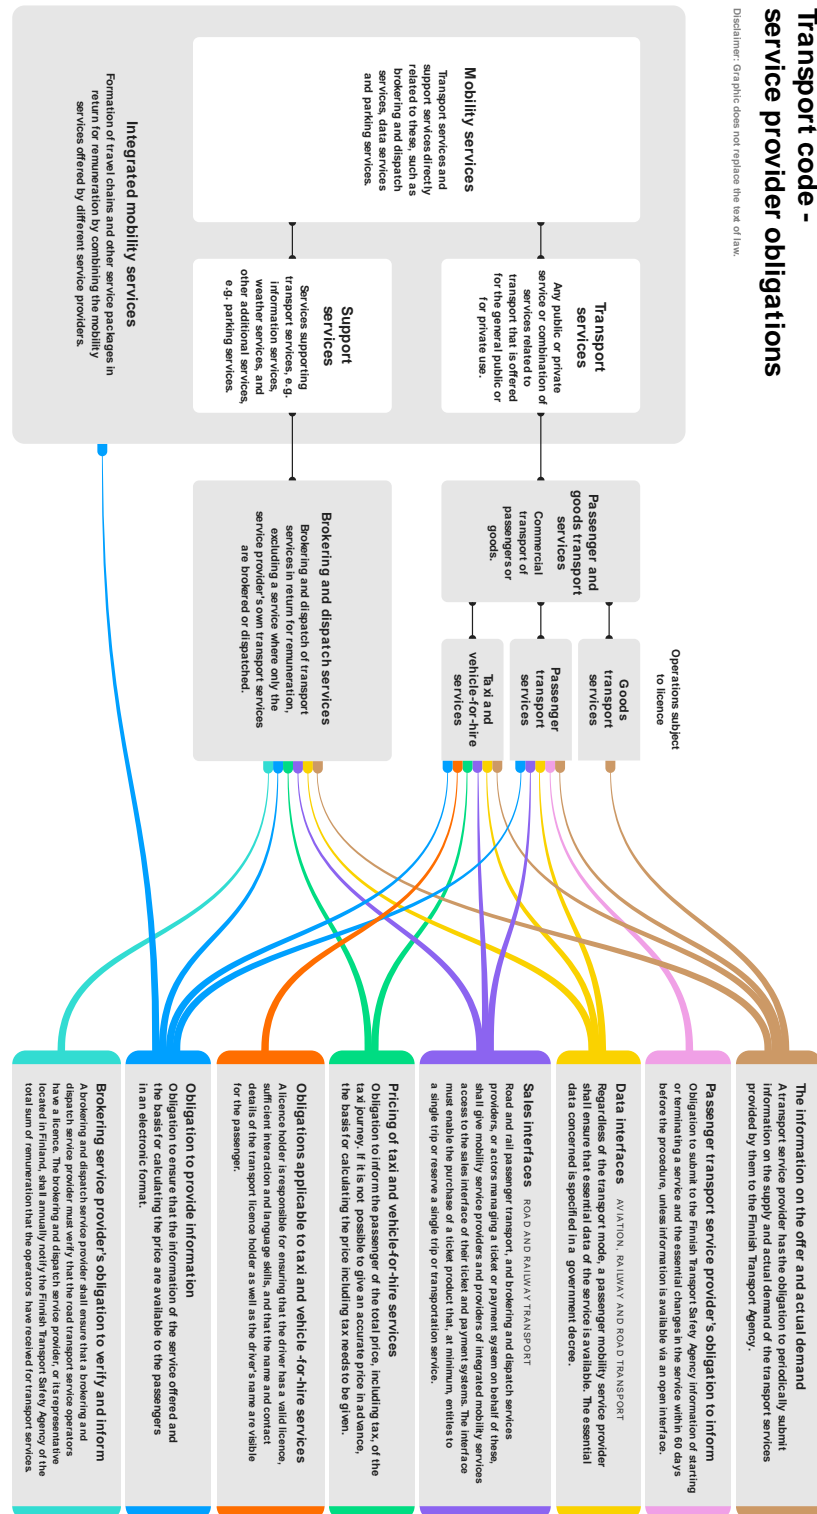 Transport code -
service provider obligations
Disclaimer: Graphic does not replace the text of law.
Mobility services
Transport services and
support services directly
related to these, such as
brokering and dispatch
services, data services
and parking services.
Integrated mobility services
Formation of travel chains and other service packages in
return for remuneration by combining the mobility
services offered by different service providers.
Transport
services
Any public or private
service or combination of
services related to
transport that is offered
for the general public or
for private use.
Support
services
Services supporting
transport services, e.g.
information services,
weather services, and
other additional services,
e.g. parking services.
Passenger and
goods transport
services
Commercial
transport of
passengers or
goods.
Brokering and dispatch services
Brokering and dispatch of transport
services in return for remuneration,
excluding a service where only the
service provider's own transport services
are brokered or dispatched.
Operations subject
to licence
Goods
transport
services
Passenger
transport
services
Taxi and
vehicle-for-hire
services
The information on the offer and actual demand
A transport service provider has the obligation to periodically submit
information on the supply and actual demand of the transport services
provided by them to the Finnish Transport Agency.
Passenger transport service provider's obligation to inform
Obligation to submit to the Finnish Transport Safety Agency information of starting
or terminating a service and the essential changes in the service within 60 days
before the procedure, unless information is available via an open interface.
Data interfaces AVIATION, RAILWAY AND ROAD TRANSPORT
Regardless of the transport mode, a passenger mobility service provider
shall ensure that essential data of the service is available. The essential
data concerned is specified in a government decree.
Sales interfaces ROAD AND RAILWAY TRANSPORT
Road and rail passenger transport, and brokering and dispatch services
providers, or actors managing a ticket or payment system on behalf of these,
shall give mobility service providers and providers of integrated mobility services
access to the sales interface of their ticket and payment systems. The interface
must enable the purchase of a ticket product that, at minimum, entitles to
a single trip or reserve a single trip or transportation service.
Pricing of taxi and vehicle-for-hire services
Obligation to inform the passenger of the total price, including tax, of the
taxi journey. If it is not possible to give an accurate price in advance,
the basis for calculating the price including tax needs to be given.
Obligations applicable to taxi and vehicle -for-hire services
A licence holder is responsible for ensuring that the driver has a valid licence,
sufficient interaction and language skills, and that the name and contact
details of the transport licence holder as well as the driver's name are visible
for the passenger.
Obligation to provide information
Obligation to ensure that the information of the service offered and
the basis for calculating the price are available to the passengers
in an electronic format.
Brokering service provider's obligation to verify and inform
A brokering and dispatch service provider shall ensure that a brokering and
dispatch service provider must verify that the road transport service operators
have a licence. The brokering and dispatch service provider, or its representative
located in Finland, shall annually notify the Finnish Transport Safety Agency of the
total sum of remuneration that the operators have received for transport services.